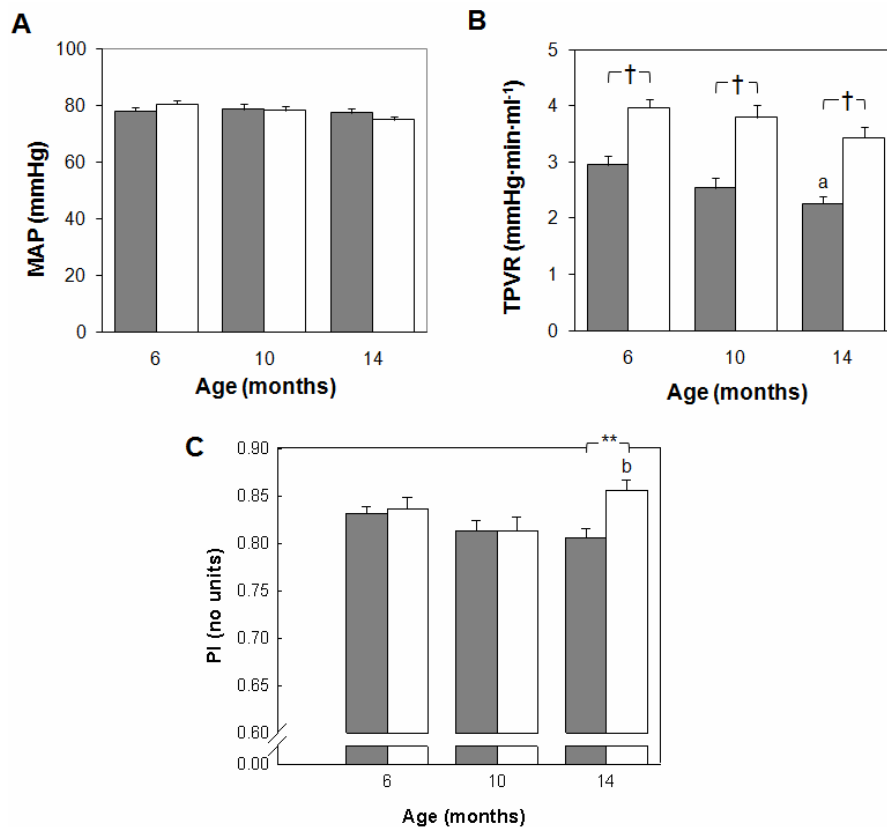 A
MAP (mmHg)
100
80
60
40
20
0
6 10 14
Age (months)
B
TPVR (mmHg·min·ml⁻¹)
5
4
3
2
1
0
† † †
a
6 10 14
Age (months)
C
PI (no units)
0.90
0.85
0.80
0.75
0.70
0.65
0.60
0.00
**
b
6 10 14
Age (months)